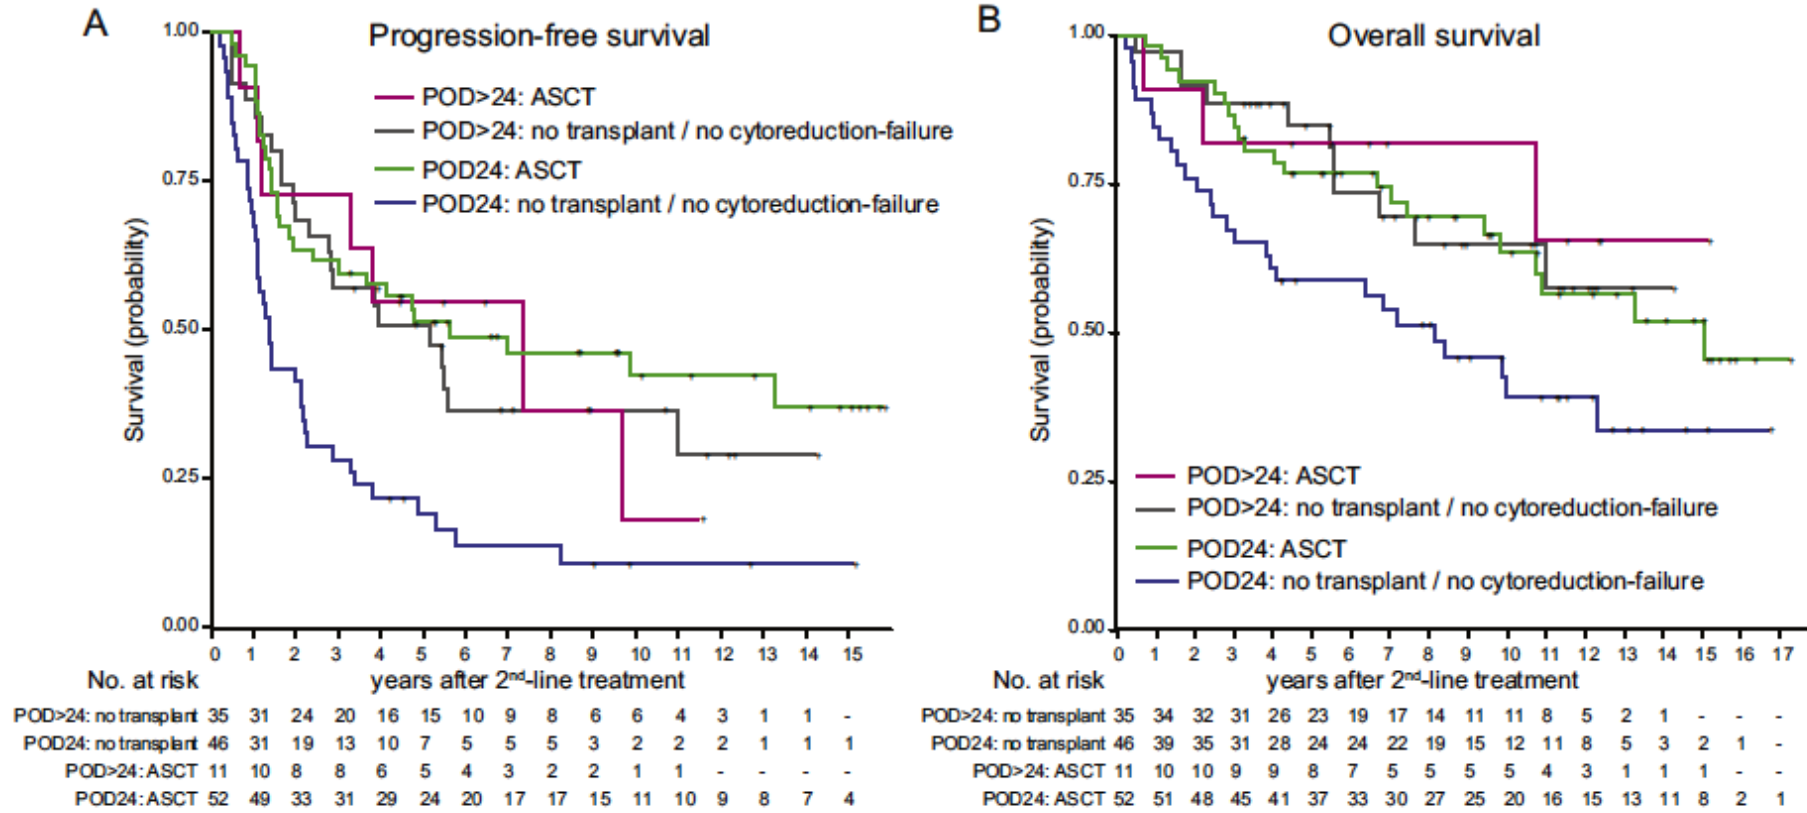 A
Progression-free survival
1.00
0.75
0.50
0.25
0.00
Survival (probability)
POD>24: ASCT
POD>24: no transplant / no cytoreduction-failure
POD24: ASCT
POD24: no transplant / no cytoreduction-failure
0 1 2 3 4 5 6 7 8 9 10 11 12 13 14 15
No. at risk years after 2nd-line treatment
POD>24: no transplant 35 31 24 20 16 15 10 9 8 6 6 4 3 1 1 -
POD24: no transplant 46 31 19 13 10 7 5 5 5 3 2 2 2 1 1 1
POD>24: ASCT 11 10 8 8 6 5 4 3 2 2 1 1 - - - -
POD24: ASCT 52 49 33 31 29 24 20 17 17 15 11 10 9 8 7 4
B
Overall survival
1.00
0.75
0.50
0.25
0.00
Survival (probability)
POD>24: ASCT
POD>24: no transplant / no cytoreduction-failure
POD24: ASCT
POD24: no transplant / no cytoreduction-failure
0 1 2 3 4 5 6 7 8 9 10 11 12 13 14 15 16 17
No. at risk years after 2nd-line treatment
POD>24: no transplant 35 34 32 31 26 23 19 17 14 11 11 8 5 2 1 - - -
POD24: no transplant 46 39 35 31 28 24 24 22 19 15 12 11 8 5 3 2 1 -
POD>24: ASCT 11 10 10 9 9 8 7 5 5 5 5 4 3 1 1 1 - -
POD24: ASCT 52 51 48 45 41 37 33 30 27 25 20 16 15 13 11 8 2 1